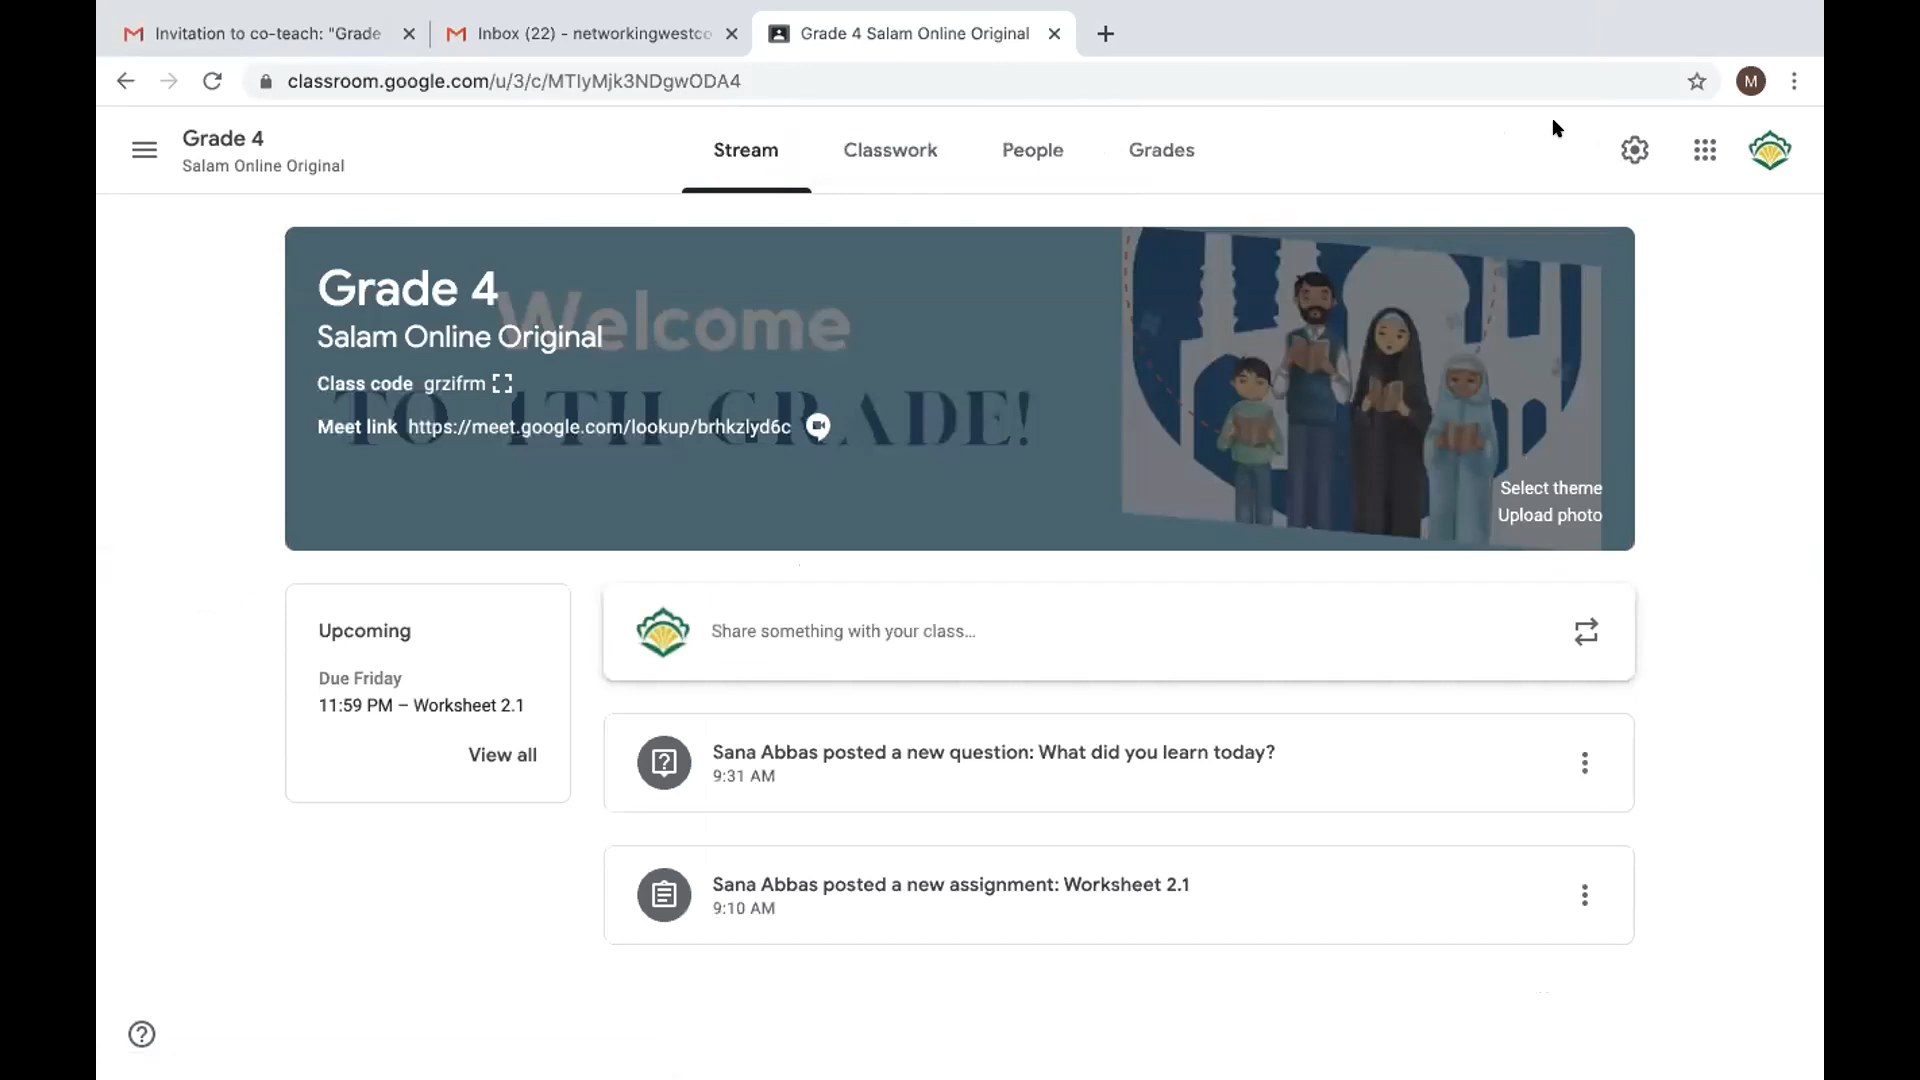 Invitation to co-teach: "Grade
Inbox (22) - networkingwestco
Grade 4 Salam Online Original
classroom.google.com/u/3/c/MTIyMjk3NDgwODA4
M
Grade 4
Salam Online Original
Stream
Classwork
People
Grades
Welcome
TO 4TH GRADE!
Grade 4
Salam Online Original
Class code grzifrm
Meet link https://meet.google.com/lookup/brhkzlyd6c
Select theme
Upload photo
Upcoming
Due Friday
11:59 PM – Worksheet 2.1
View all
Share something with your class...
Sana Abbas posted a new question: What did you learn today?
9:31 AM
Sana Abbas posted a new assignment: Worksheet 2.1
9:10 AM